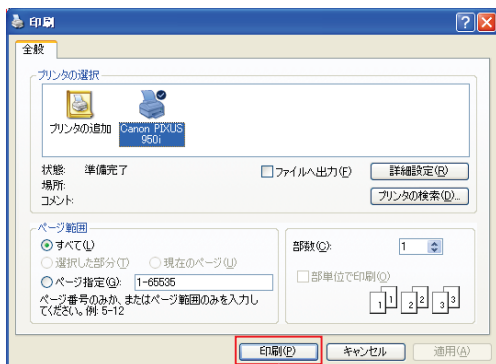 印刷
全般
プリンタの選択
プリンタの追加
Canon PIXUS
950i
状態: 準備完了
場所:
コメント:
ファイルへ出力(F)
詳細設定(R)
プリンタの検索(D)...
ページ範囲
すべて(L)
選択した部分(T) 現在のページ(U)
ページ指定(G): 1-65535
ページ番号のみか、またはページ範囲のみを入力し
てください。例: 5-12
部数(C): 1
部単位で印刷(O)
1 1 2 2 3 3
印刷(P) キャンセル 適用(A)